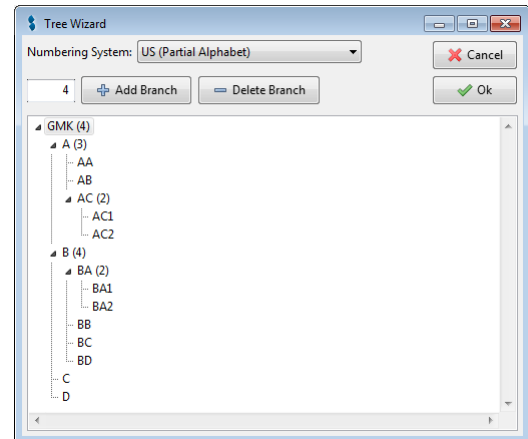 Tree Wizard
Numbering System: US (Partial Alphabet) Cancel
4 Add Branch Delete Branch Ok
GMK (4)
A (3)
AA
AB
AC (2)
AC1
AC2
B (4)
BA (2)
BA1
BA2
BB
BC
BD
C
D